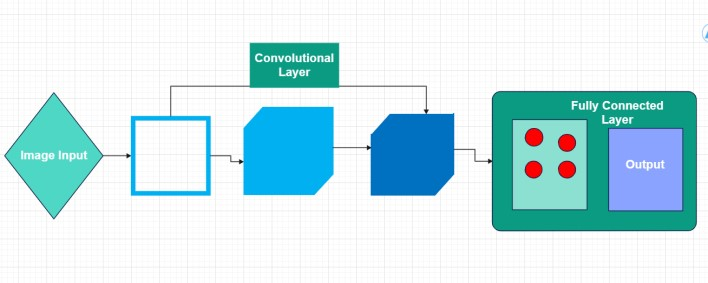 Convolutional
Layer
Image Input
Fully Connected
Layer
Output